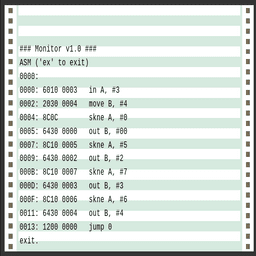 ### Monitor v1.0 ###
ASM ('ex' to exit)
0000:
0000: 6010 0003   in A, #3
0002: 2030 0004   move B, #4
0004: 8C0C        skne A, #0
0005: 6430 0000   out B, #00
0007: 8C10 0005   skne A, #5
0009: 6430 0002   out B, #2
000B: 8C10 0007   skne A, #7
000D: 6430 0003   out B, #3
000F: 8C10 0006   skne A, #6
0011: 6430 0004   out B, #4
0013: 1200 0000   jump 0
exit.